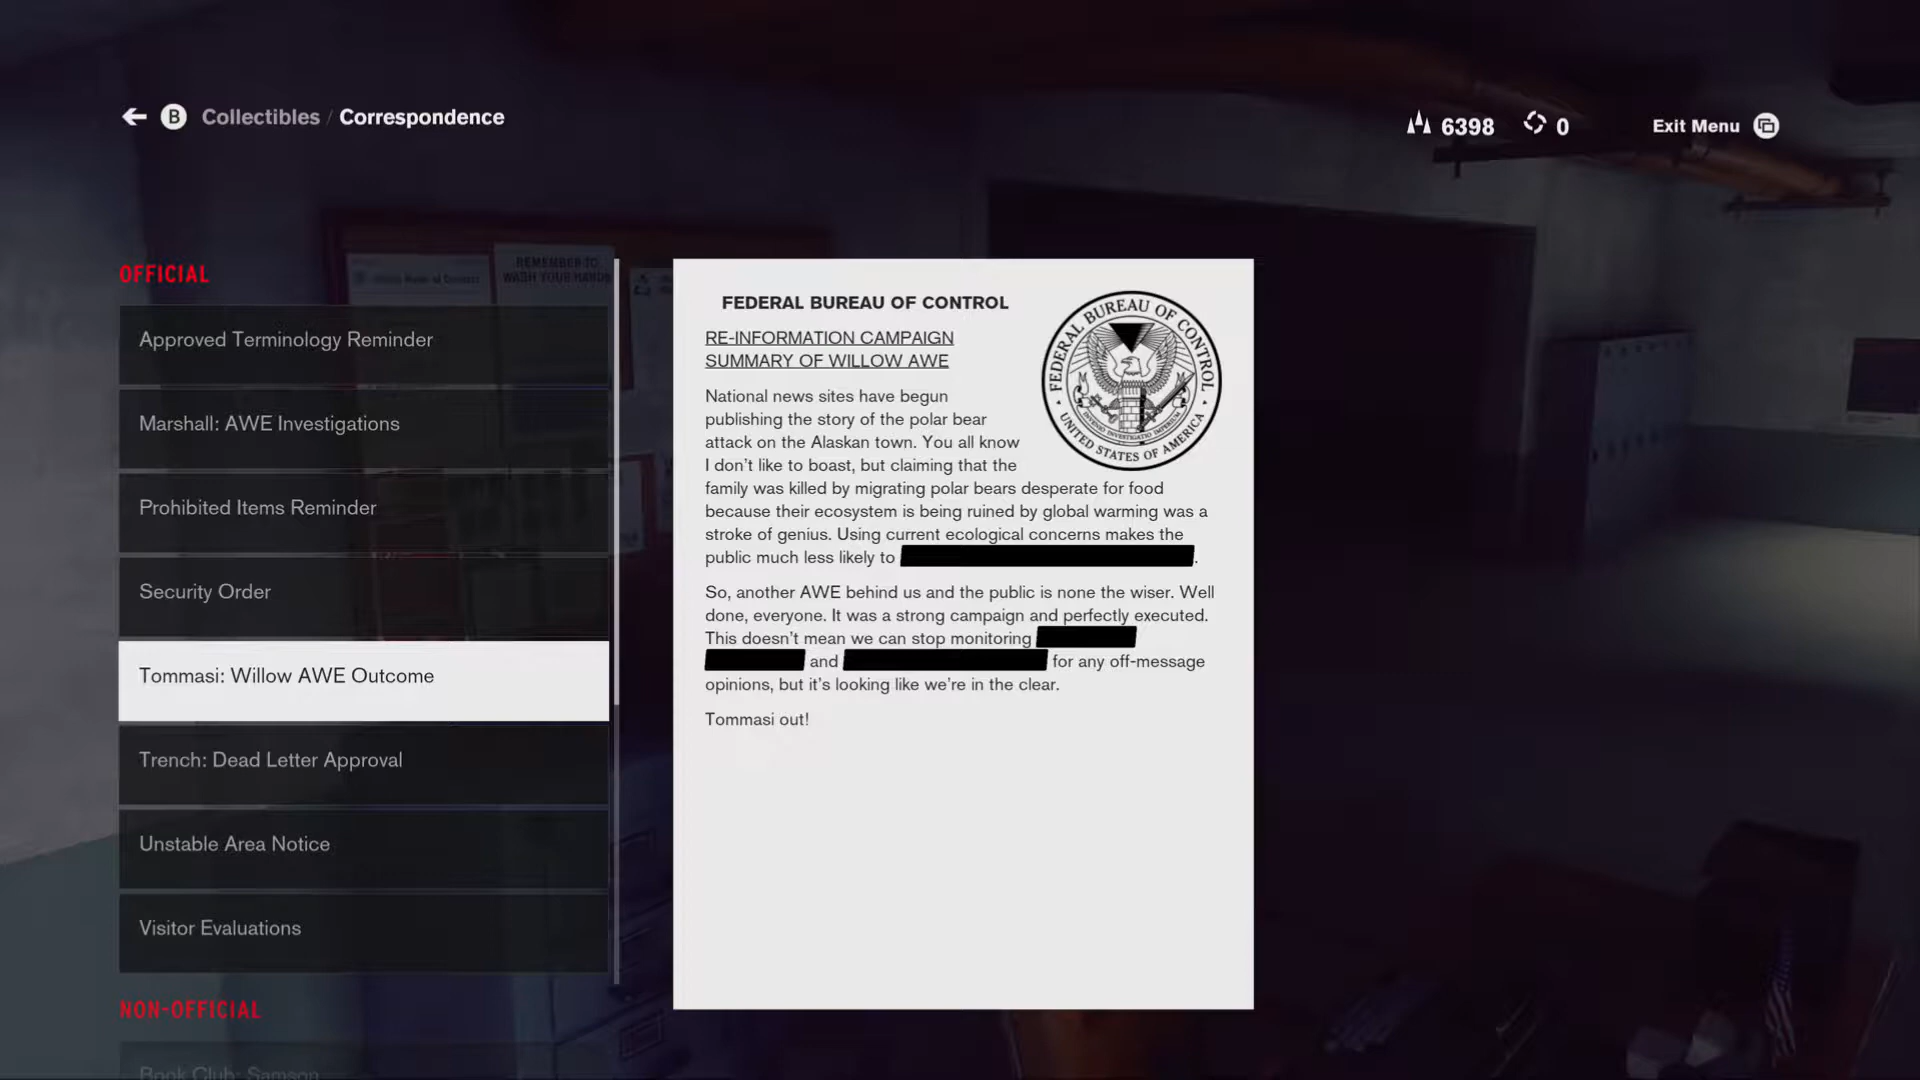 B Collectibles / Correspondence
6398 0 Exit Menu
OFFICIAL
Approved Terminology Reminder
Marshall: AWE Investigations
Prohibited Items Reminder
Security Order
Tommasi: Willow AWE Outcome
Trench: Dead Letter Approval
Unstable Area Notice
Visitor Evaluations
NON-OFFICIAL
Book Club: Samson
REMEMBER TO
WASH YOUR HANDS
FEDERAL BUREAU OF CONTROL
RE-INFORMATION CAMPAIGN
SUMMARY OF WILLOW AWE
National news sites have begun
publishing the story of the polar bear
attack on the Alaskan town. You all know
I don't like to boast, but claiming that the
family was killed by migrating polar bears desperate for food
because their ecosystem is being ruined by global warming was a
stroke of genius. Using current ecological concerns makes the
public much less likely to .
So, another AWE behind us and the public is none the wiser. Well
done, everyone. It was a strong campaign and perfectly executed.
This doesn't mean we can stop monitoring
and for any off-message
opinions, but it's looking like we're in the clear.
Tommasi out!
FEDERAL BUREAU OF CONTROL
UNITED STATES OF AMERICA